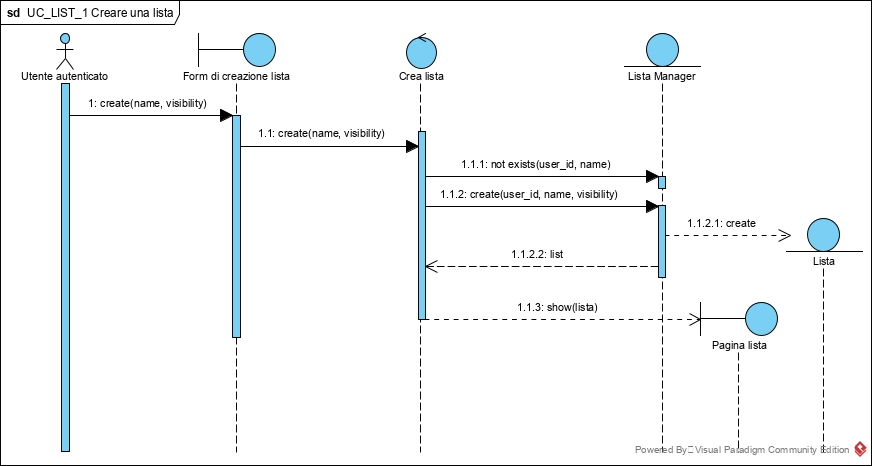 sd UC_LIST_1 Creare una lista
Utente autenticato
Form di creazione lista
Crea lista
Lista Manager
1: create(name, visibility)
1.1: create(name, visibility)
1.1.1: not exists(user_id, name)
1.1.2: create(user_id, name, visibility)
1.1.2.1: create
1.1.2.2: list
Lista
1.1.3: show(lista)
Pagina lista
Powered By Visual Paradigm Community Edition